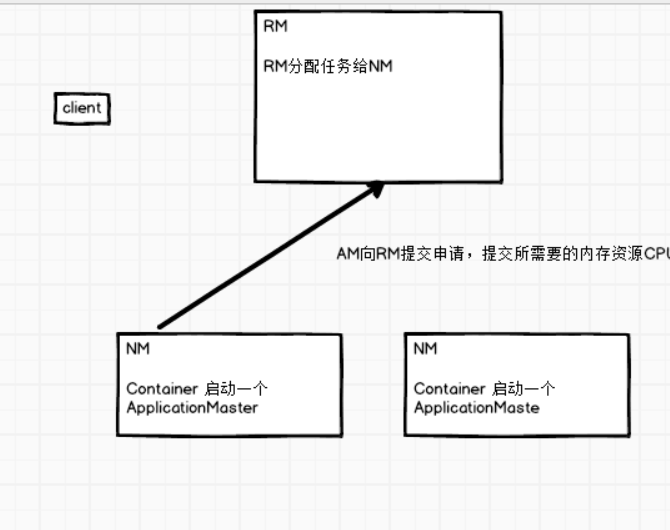 RM
RM分配任务给NM
client
AM向RM提交申请，提交所需要的内存资源CPU
NM
Container 启动一个
ApplicationMaster
NM
Container 启动一个
ApplicationMaste